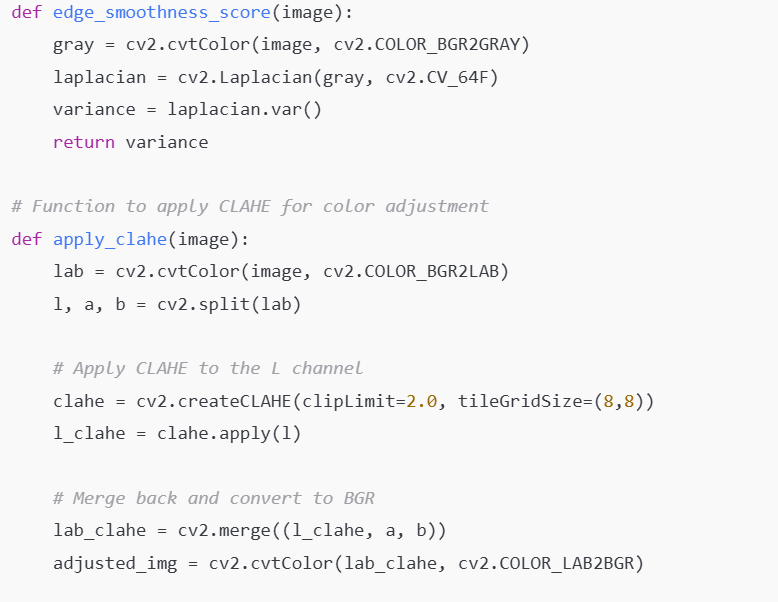 def edge_smoothness_score(image):
    gray = cv2.cvtColor(image, cv2.COLOR_BGR2GRAY)
    laplacian = cv2.Laplacian(gray, cv2.CV_64F)
    variance = laplacian.var()
    return variance

# Function to apply CLAHE for color adjustment
def apply_clahe(image):
    lab = cv2.cvtColor(image, cv2.COLOR_BGR2LAB)
    l, a, b = cv2.split(lab)

    # Apply CLAHE to the L channel
    clahe = cv2.createCLAHE(clipLimit=2.0, tileGridSize=(8,8))
    l_clahe = clahe.apply(l)

    # Merge back and convert to BGR
    lab_clahe = cv2.merge((l_clahe, a, b))
    adjusted_img = cv2.cvtColor(lab_clahe, cv2.COLOR_LAB2BGR)